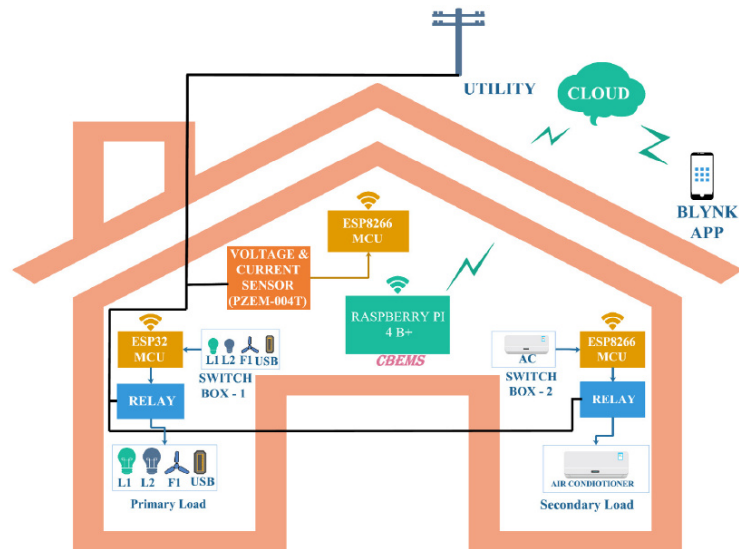 UTILITY
CLOUD
BLYNK
APP
ESP8266
MCU
VOLTAGE &
CURRENT
SENSOR
(PZEM-004T)
RASPBERRY PI
4 B+
CBEMS
ESP32
MCU
L1 L2 F1 USB
SWITCH
BOX - 1
RELAY
L1 L2 F1 USB
Primary Load
AC
SWITCH
BOX - 2
ESP8266
MCU
RELAY
AIR CONDIOTIONER
Secondary Load